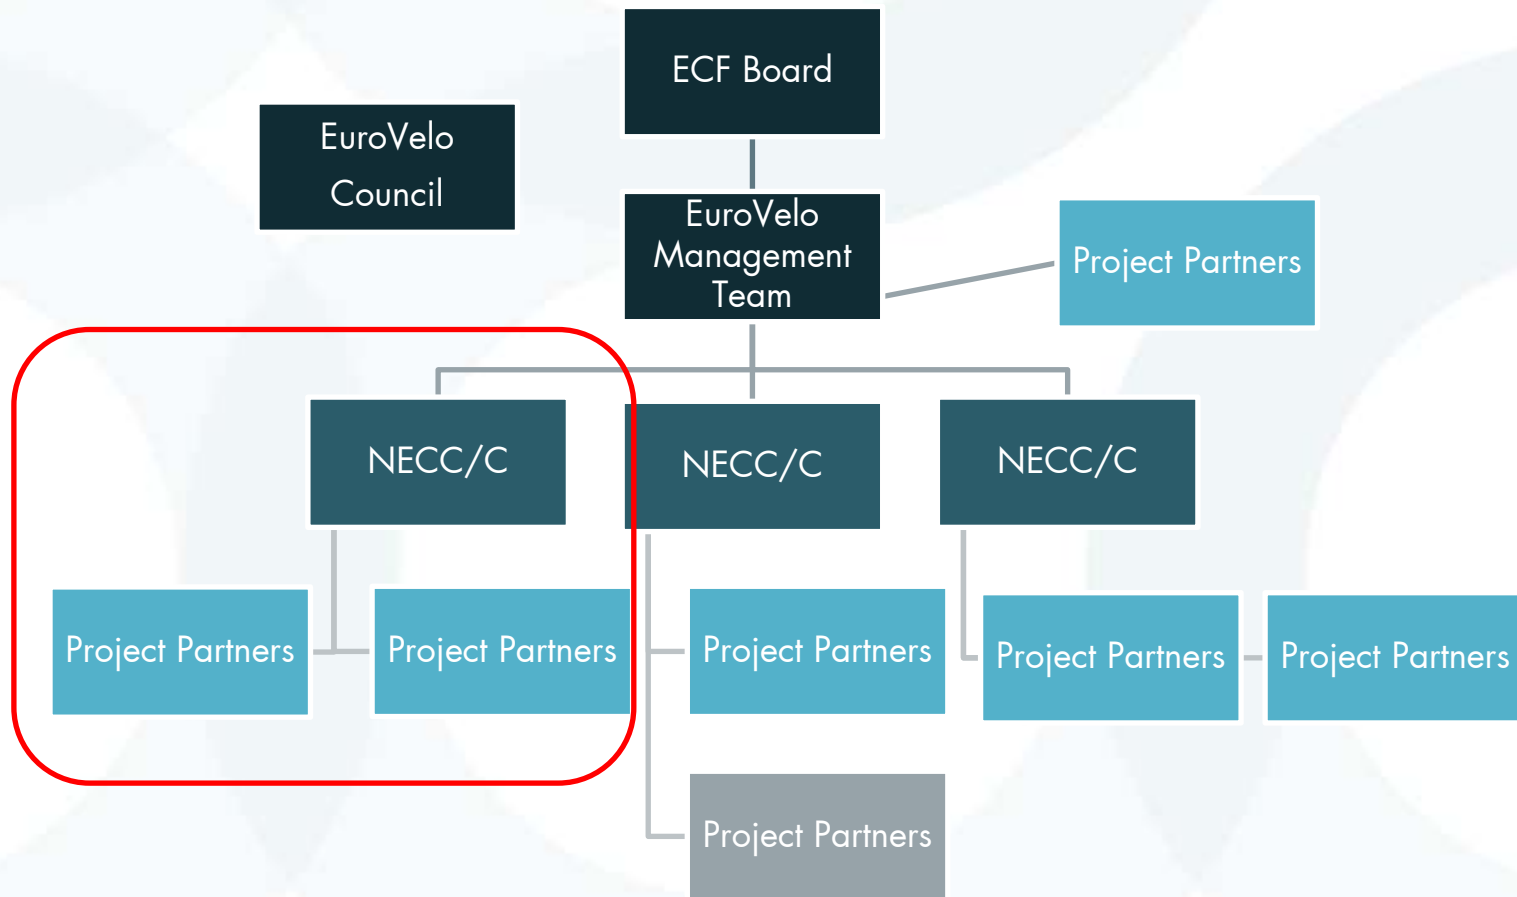 ECF Board
EuroVelo
Council
EuroVelo
Management
Team
Project Partners
NECC/C
NECC/C
NECC/C
Project Partners
Project Partners
Project Partners
Project Partners
Project Partners
Project Partners